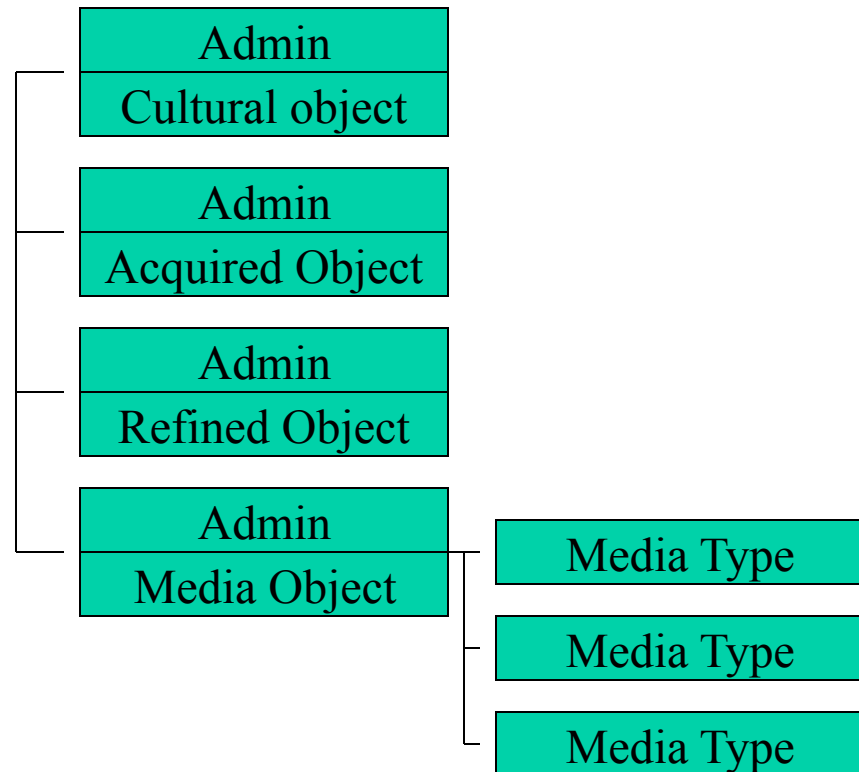 Admin
Cultural object
Admin
Acquired Object
Admin
Refined Object
Admin
Media Object
Media Type
Media Type
Media Type